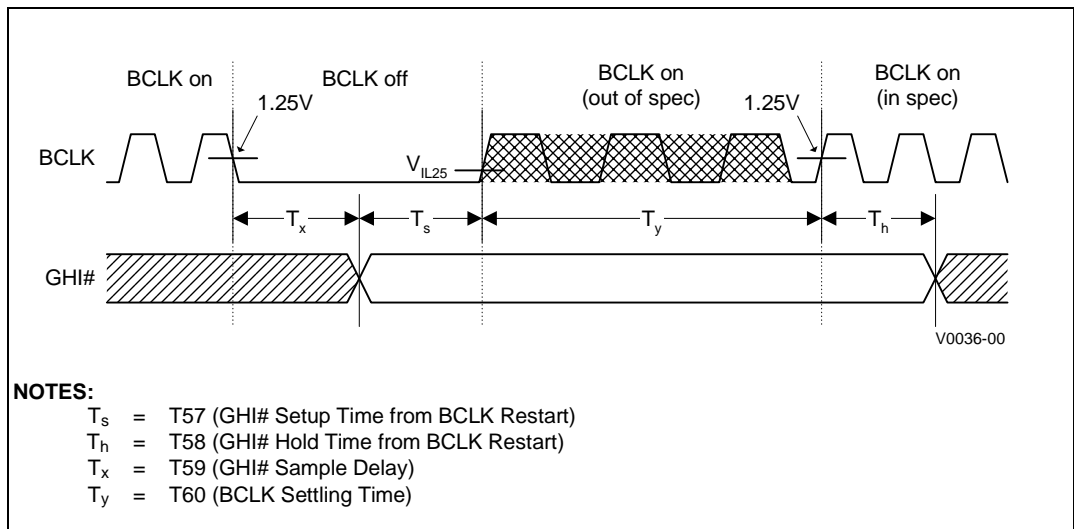 BCLK on
BCLK off
BCLK on
(out of spec)
BCLK on
(in spec)
1.25V
1.25V
BCLK
VIL25
Tx
Ts
Ty
Th
GHI#
V0036-00
NOTES:
Ts = T57 (GHI# Setup Time from BCLK Restart)
Th = T58 (GHI# Hold Time from BCLK Restart)
Tx = T59 (GHI# Sample Delay)
Ty = T60 (BCLK Settling Time)